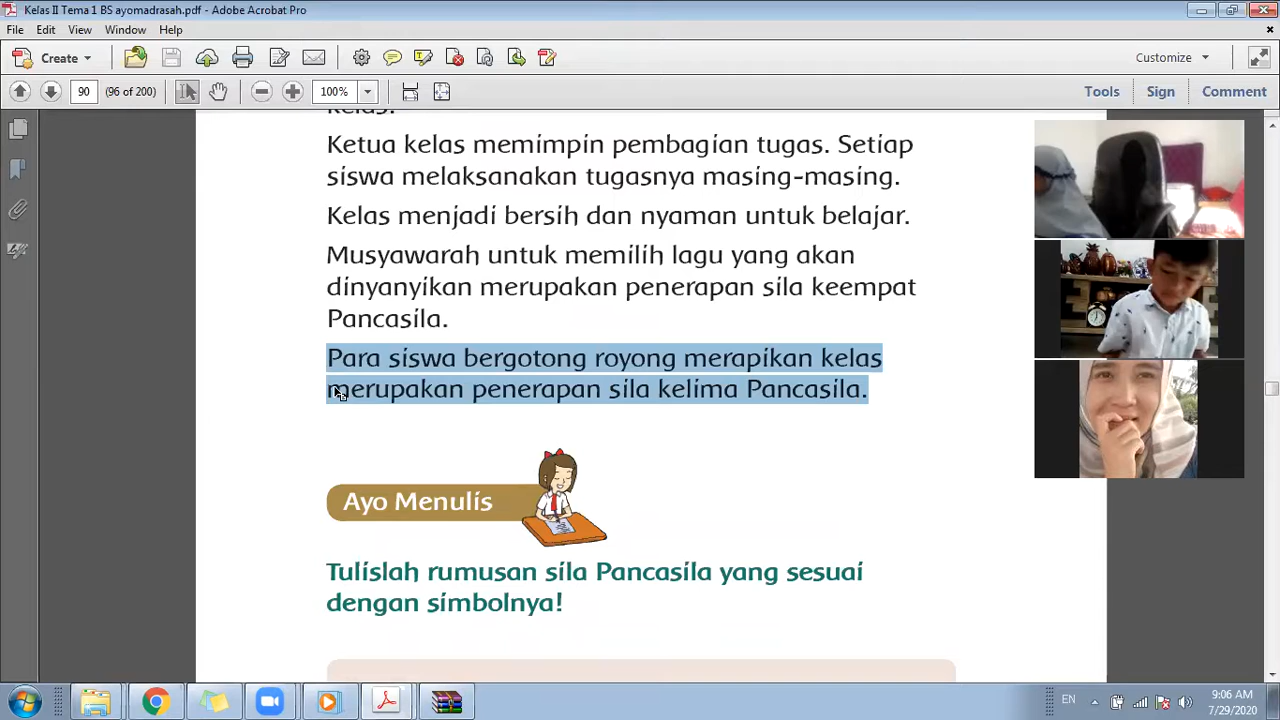 Kelas II Tema 1 BS ayomadrasah.pdf - Adobe Acrobat Pro
File Edit View Window Help
Create Customize
90 (96 of 200) 100% Tools Sign Comment
kelas.
Ketua kelas memimpin pembagian tugas. Setiap
siswa melaksanakan tugasnya masing-masing.
Kelas menjadi bersih dan nyaman untuk belajar.
Musyawarah untuk memilih lagu yang akan
dinyanyikan merupakan penerapan sila keempat
Pancasila.
Para siswa bergotong royong merapikan kelas
merupakan penerapan sila kelima Pancasila.
Ayo Menulis
Tulislah rumusan sila Pancasila yang sesuai
dengan simbolnya!
EN
9:06 AM
7/29/2020